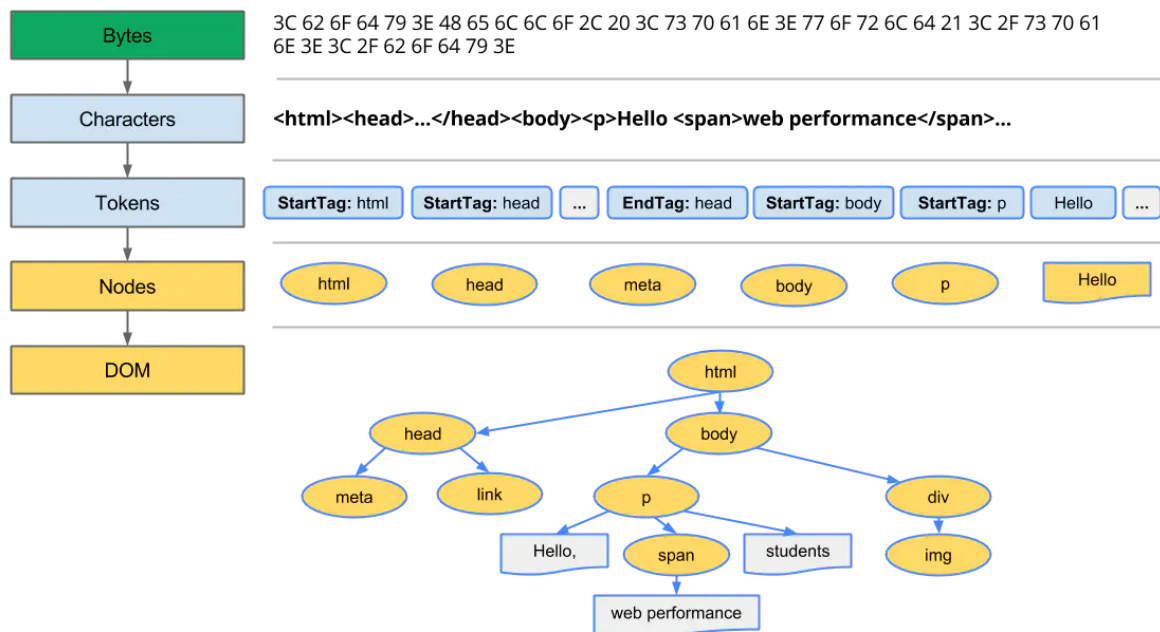 Bytes
3C 62 6F 64 79 3E 48 65 6C 6C 6F 2C 20 3C 73 70 61 6E 3E 77 6F 72 6C 64 21 3C 2F 73 70 61
6E 3E 3C 2F 62 6F 64 79 3E
Characters
<html><head>...</head><body><p>Hello <span>web performance</span>...
Tokens
StartTag: html
StartTag: head
...
EndTag: head
StartTag: body
StartTag: p
Hello
...
Nodes
html
head
meta
body
p
Hello
DOM
html
head
body
meta
link
p
div
Hello,
span
students
img
web performance